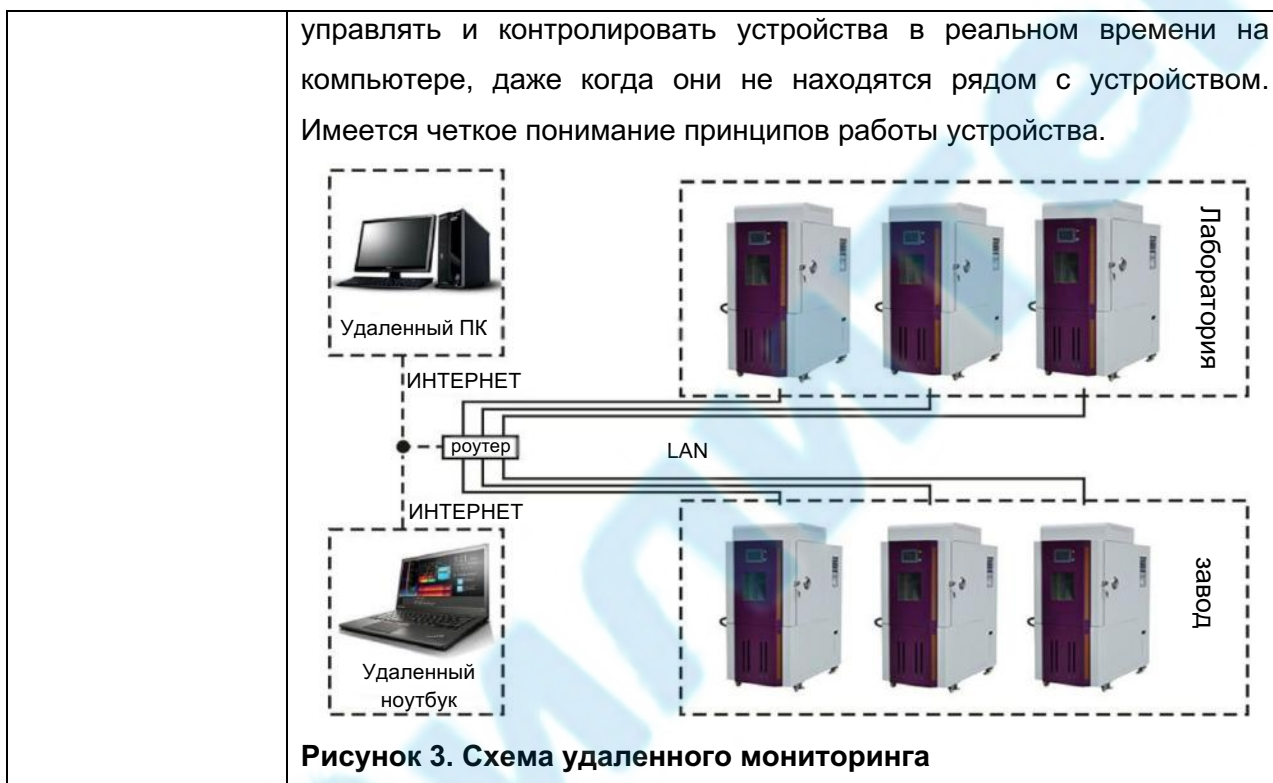 управлять и контролировать устройства в реальном времени на
компьютере, даже когда они не находятся рядом с устройством.
Имеется четкое понимание принципов работы устройства.
Удаленный ПК
Лаборатория
ИНТЕРНЕТ
роутер
LAN
ИНТЕРНЕТ
завод
Удаленный
ноутбук
Рисунок 3. Схема удаленного мониторинга